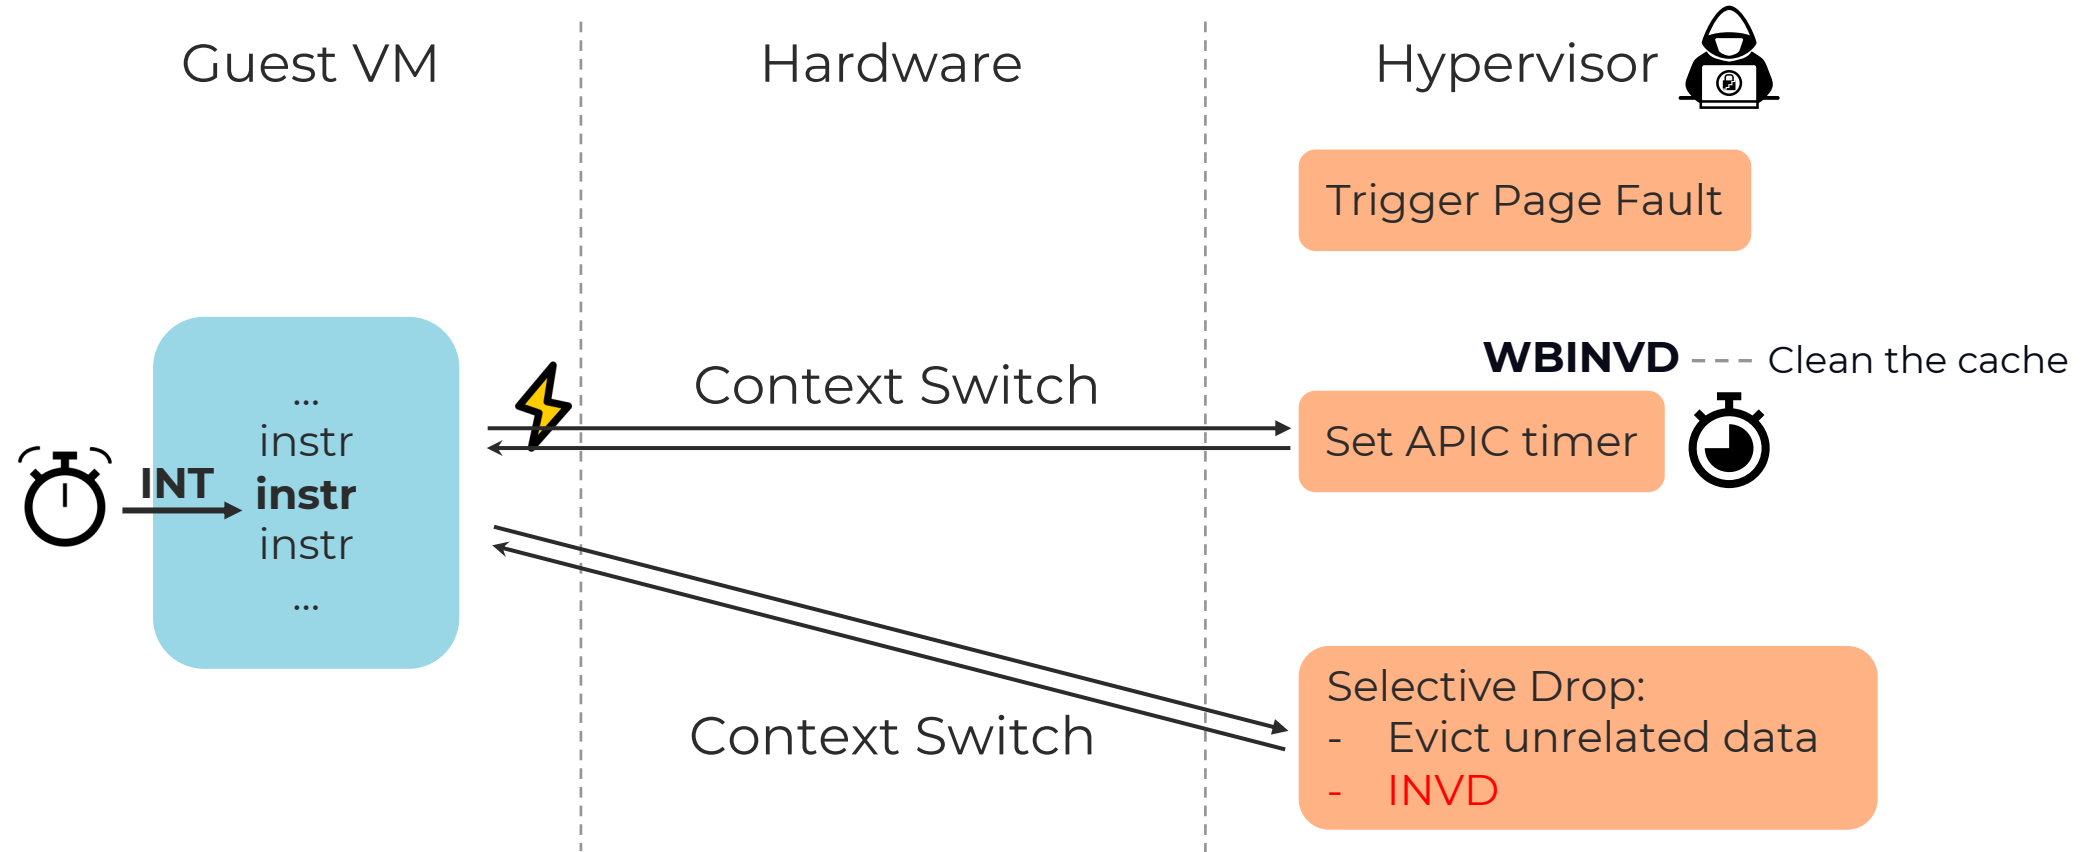 Guest VM
Hardware
Hypervisor
Trigger Page Fault
WBINVD
Clean the cache
Context Switch
Set APIC timer
...
instr
INT
instr
instr
...
Context Switch
Selective Drop:
- Evict unrelated data
- INVD